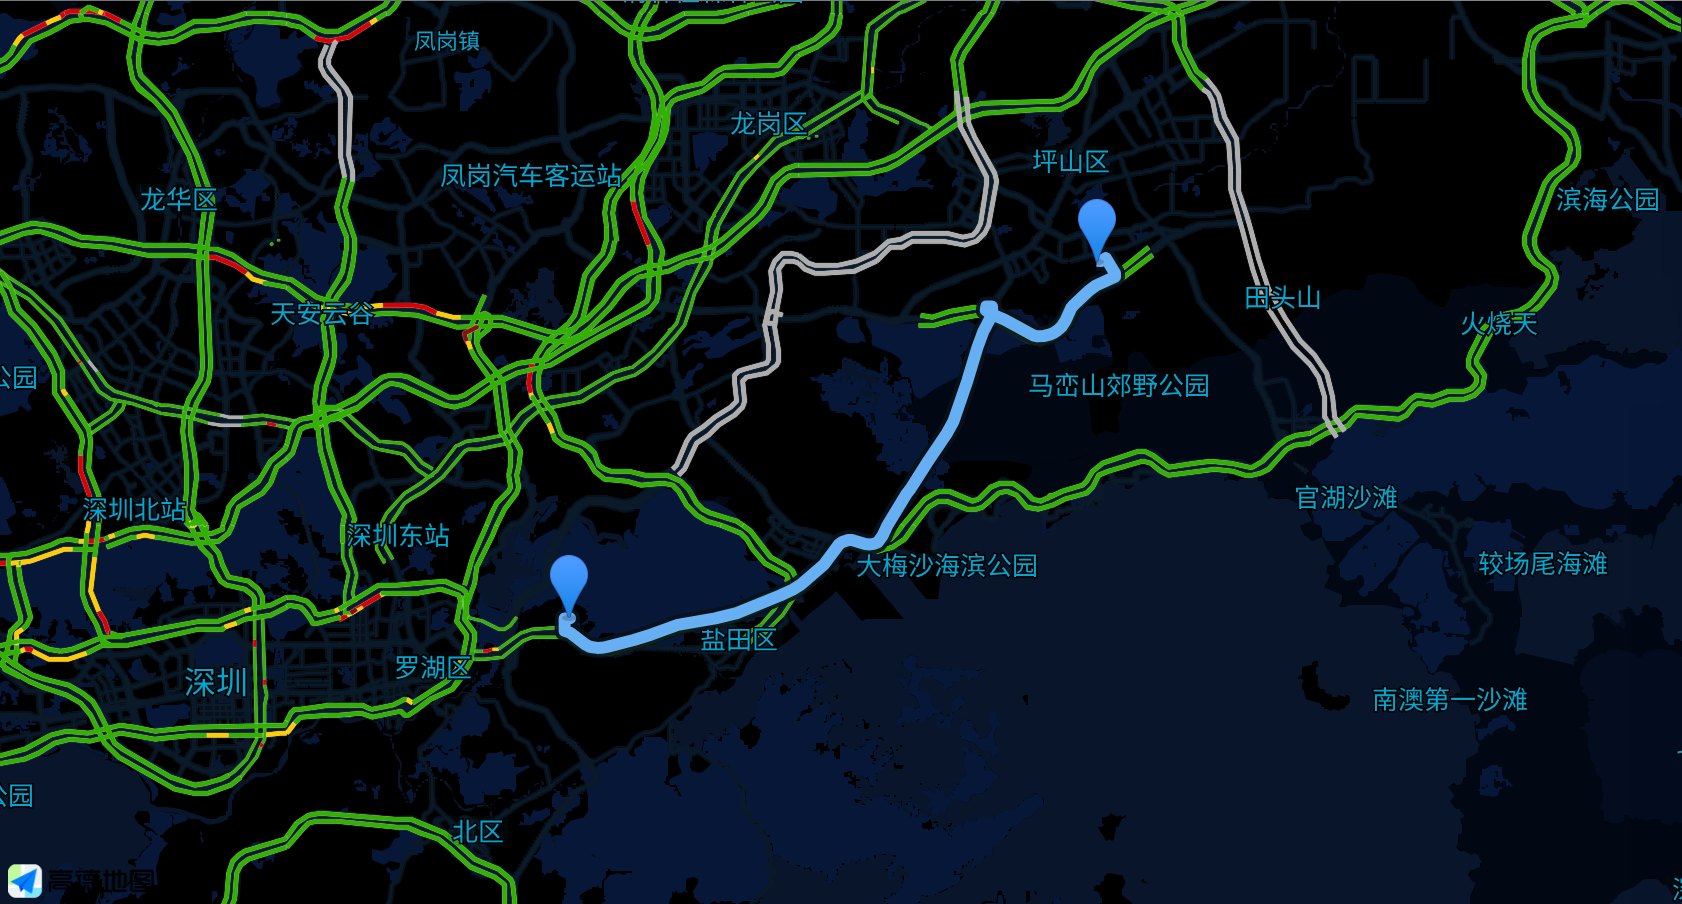 凤岗镇
龙岗区
坪山区
凤岗汽车客运站
龙华区
滨海公园
田头山
天安云谷
火烧天
公园
马峦山郊野公园
官湖沙滩
深圳北站
深圳东站
大梅沙海滨公园
较场尾海滩
盐田区
罗湖区
深圳
南澳第一沙滩
公园
北区
高德地图